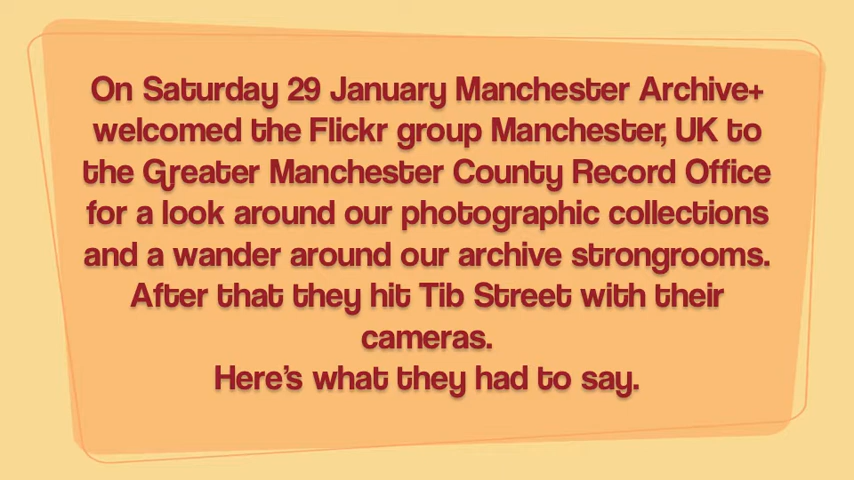 On Saturday 29 January Manchester Archive+
welcomed the Flickr group Manchester, UK to
the Greater Manchester County Record Office
for a look around our photographic collections
and a wander around our archive strongrooms.
After that they hit Tib Street with their
cameras.
Here's what they had to say.